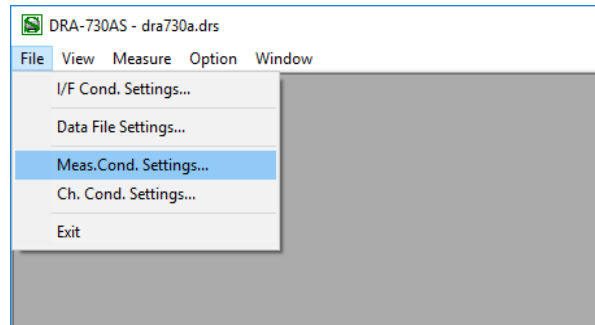 DRA-730AS - dra730a.drs
File View Measure Option Window
I/F Cond. Settings...
Data File Settings...
Meas.Cond. Settings...
Ch. Cond. Settings...
Exit